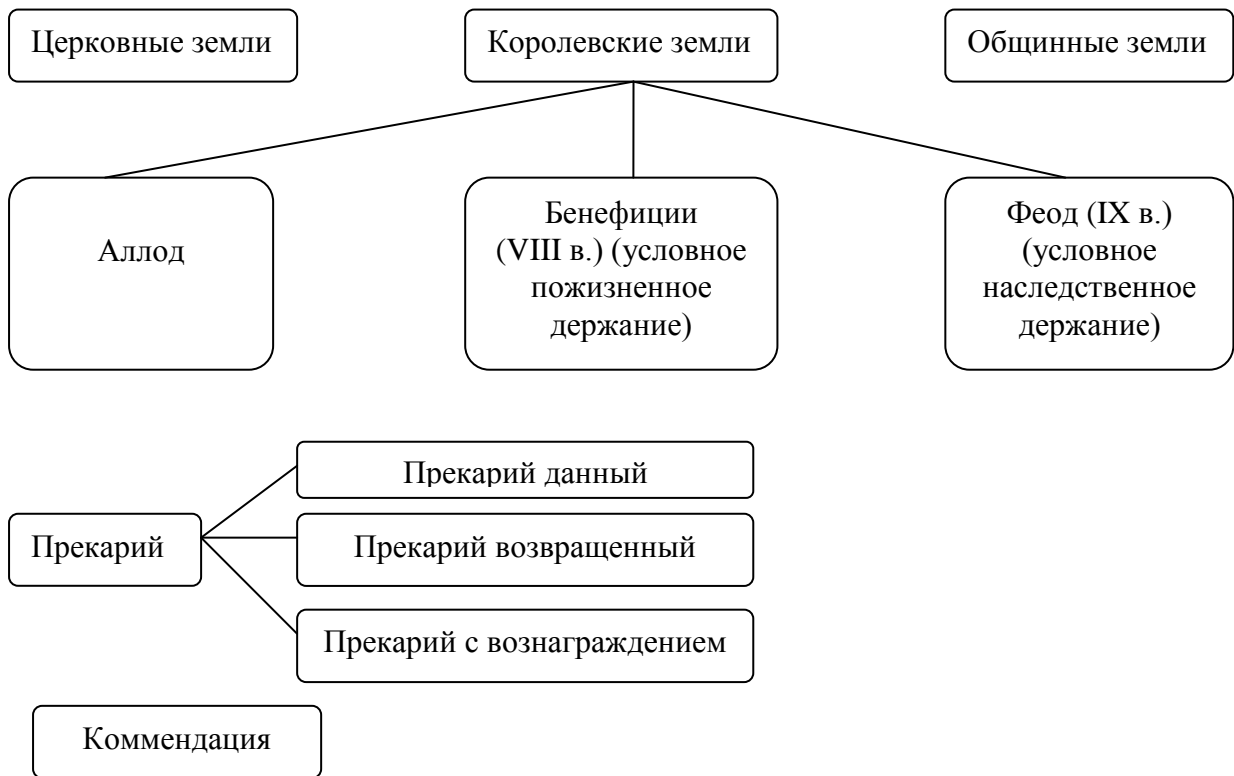 Церковные земли
Королевские земли
Общинные земли
Аллод
Бенефиции
(VIII в.) (условное
пожизненное
держание)
Феод (IX в.)
(условное
наследственное
держание)
Прекарий
Прекарий данный
Прекарий возвращенный
Прекарий с вознаграждением
Коммендация